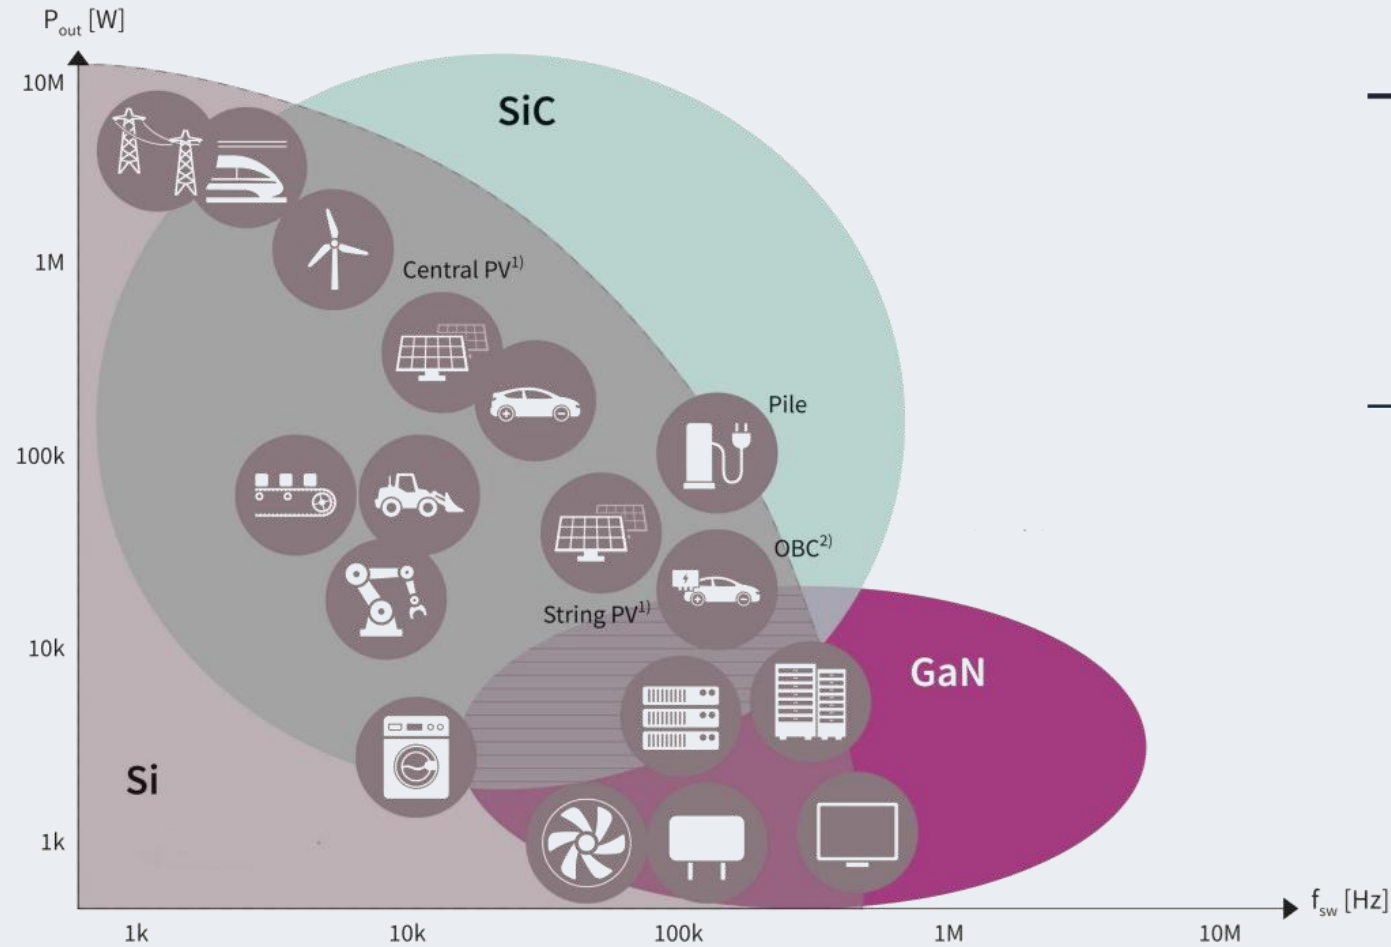 P_out [W]
10M
SiC
1M
Central PV¹⁾
Pile
100k
OBC²⁾
String PV¹⁾
10k
GaN
Si
1k
f_sw [Hz]
1k
10k
100k
1M
10M